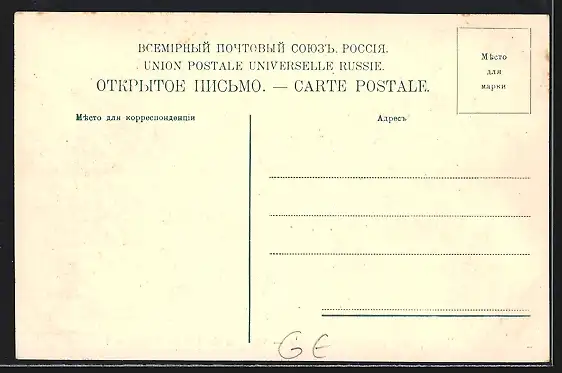 ВСЕМІРНЫЙ ПОЧТОВЫЙ СОЮЗЪ. РОССІЯ.
UNION POSTALE UNIVERSELLE RUSSIE.
ОТКРЫТОЕ ПИСЬМО. — CARTE POSTALE.
Мѣсто
для
марки
Мѣсто для корреспонденціи
Адресъ
GE